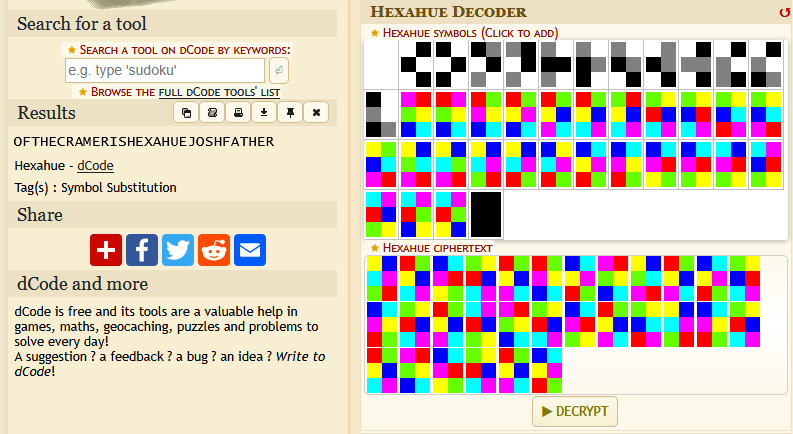 Search for a tool
★ Search a tool on dCode by keywords:
e.g. type 'sudoku'
★ Browse the full dCode tools' list
Results
OFTHECRAMERISHEXAHUEJOSHFATHER
Hexahue - dCode
Tag(s) : Symbol Substitution
Share
dCode and more
dCode is free and its tools are a valuable help in
games, maths, geocaching, puzzles and problems to
solve every day!
A suggestion ? a feedback ? a bug ? an idea ? Write to
dCode!
Hexahue Decoder
★ Hexahue symbols (Click to add)
★ Hexahue ciphertext
▶ DECRYPT